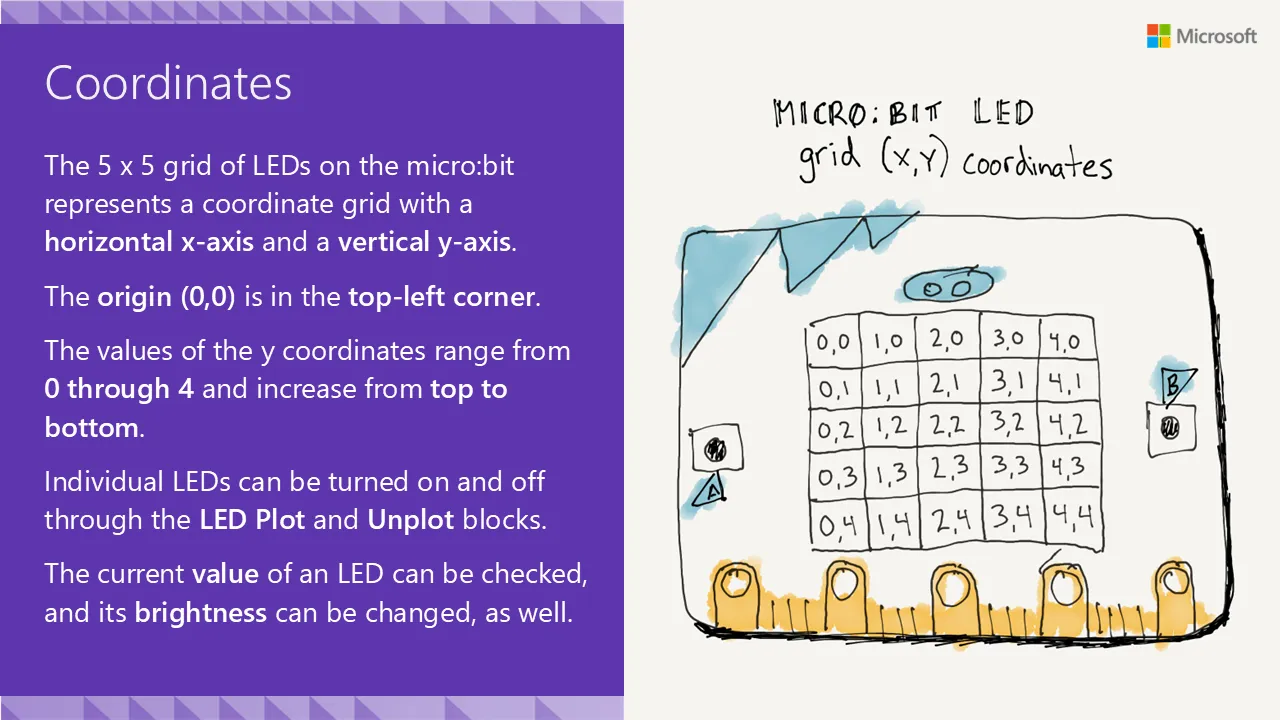 Coordinates
The 5 x 5 grid of LEDs on the micro:bit
represents a coordinate grid with a
horizontal x-axis and a vertical y-axis.
The origin (0,0) is in the top-left corner.
The values of the y coordinates range from
0 through 4 and increase from top to
bottom.
Individual LEDs can be turned on and off
through the LED Plot and Unplot blocks.
The current value of an LED can be checked,
and its brightness can be changed, as well.
Microsoft
MICRO:BIT LED
grid (X,Y) coordinates
0,0 1,0 2,0 3,0 4,0
0,1 1,1 2,1 3,1 4,1
0,2 1,2 2,2 3,2 4,2
0,3 1,3 2,3 3,3 4,3
0,4 1,4 2,4 3,4 4,4
B
A